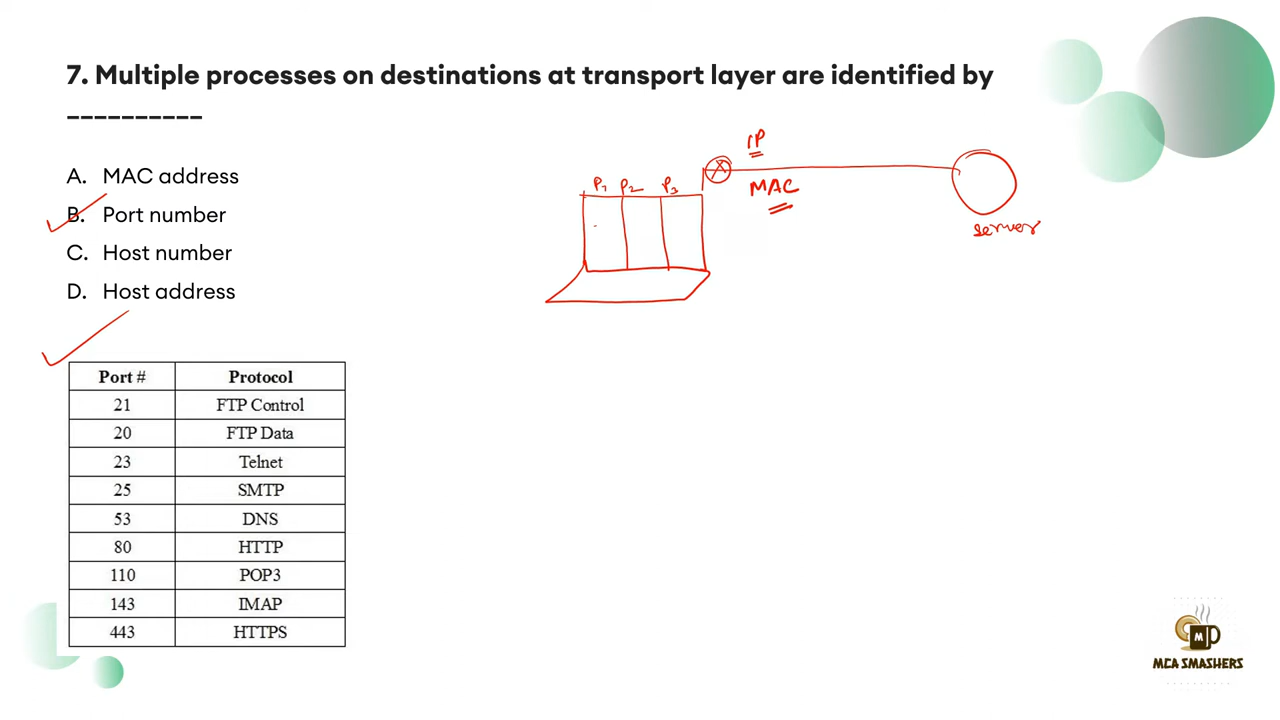 7. Multiple processes on destinations at transport layer are identified by
__________
A. MAC address
B. Port number
C. Host number
D. Host address
IP
MAC
P1 P2 P3
server
Port # Protocol
21 FTP Control
20 FTP Data
23 Telnet
25 SMTP
53 DNS
80 HTTP
110 POP3
143 IMAP
443 HTTPS
M
MCA SMASHERS